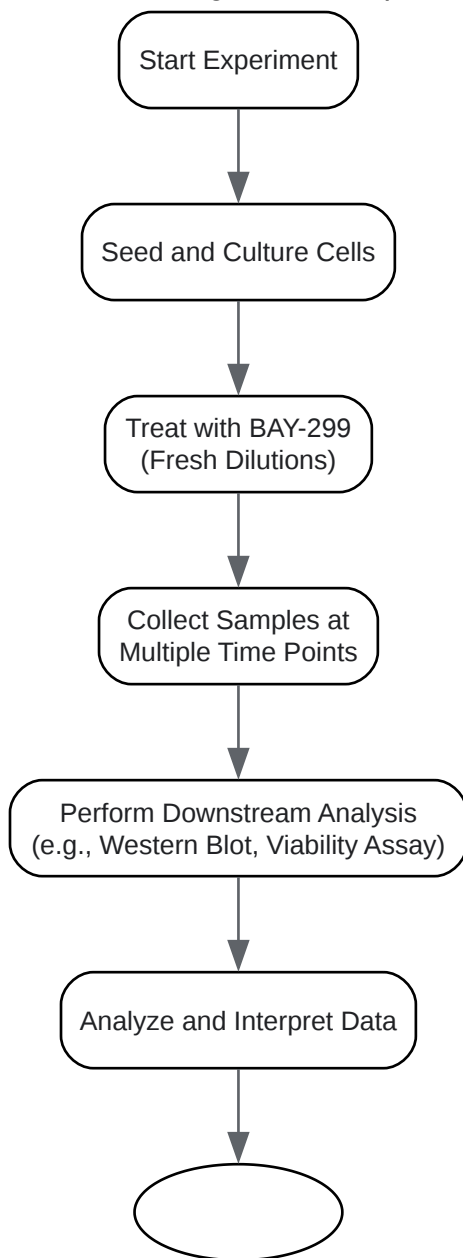 Start Experiment
Seed and Culture Cells
Treat with BAY-299
(Fresh Dilutions)
Collect Samples at
Multiple Time Points
Perform Downstream Analysis
(e.g., Western Blot, Viability Assay)
Analyze and Interpret Data